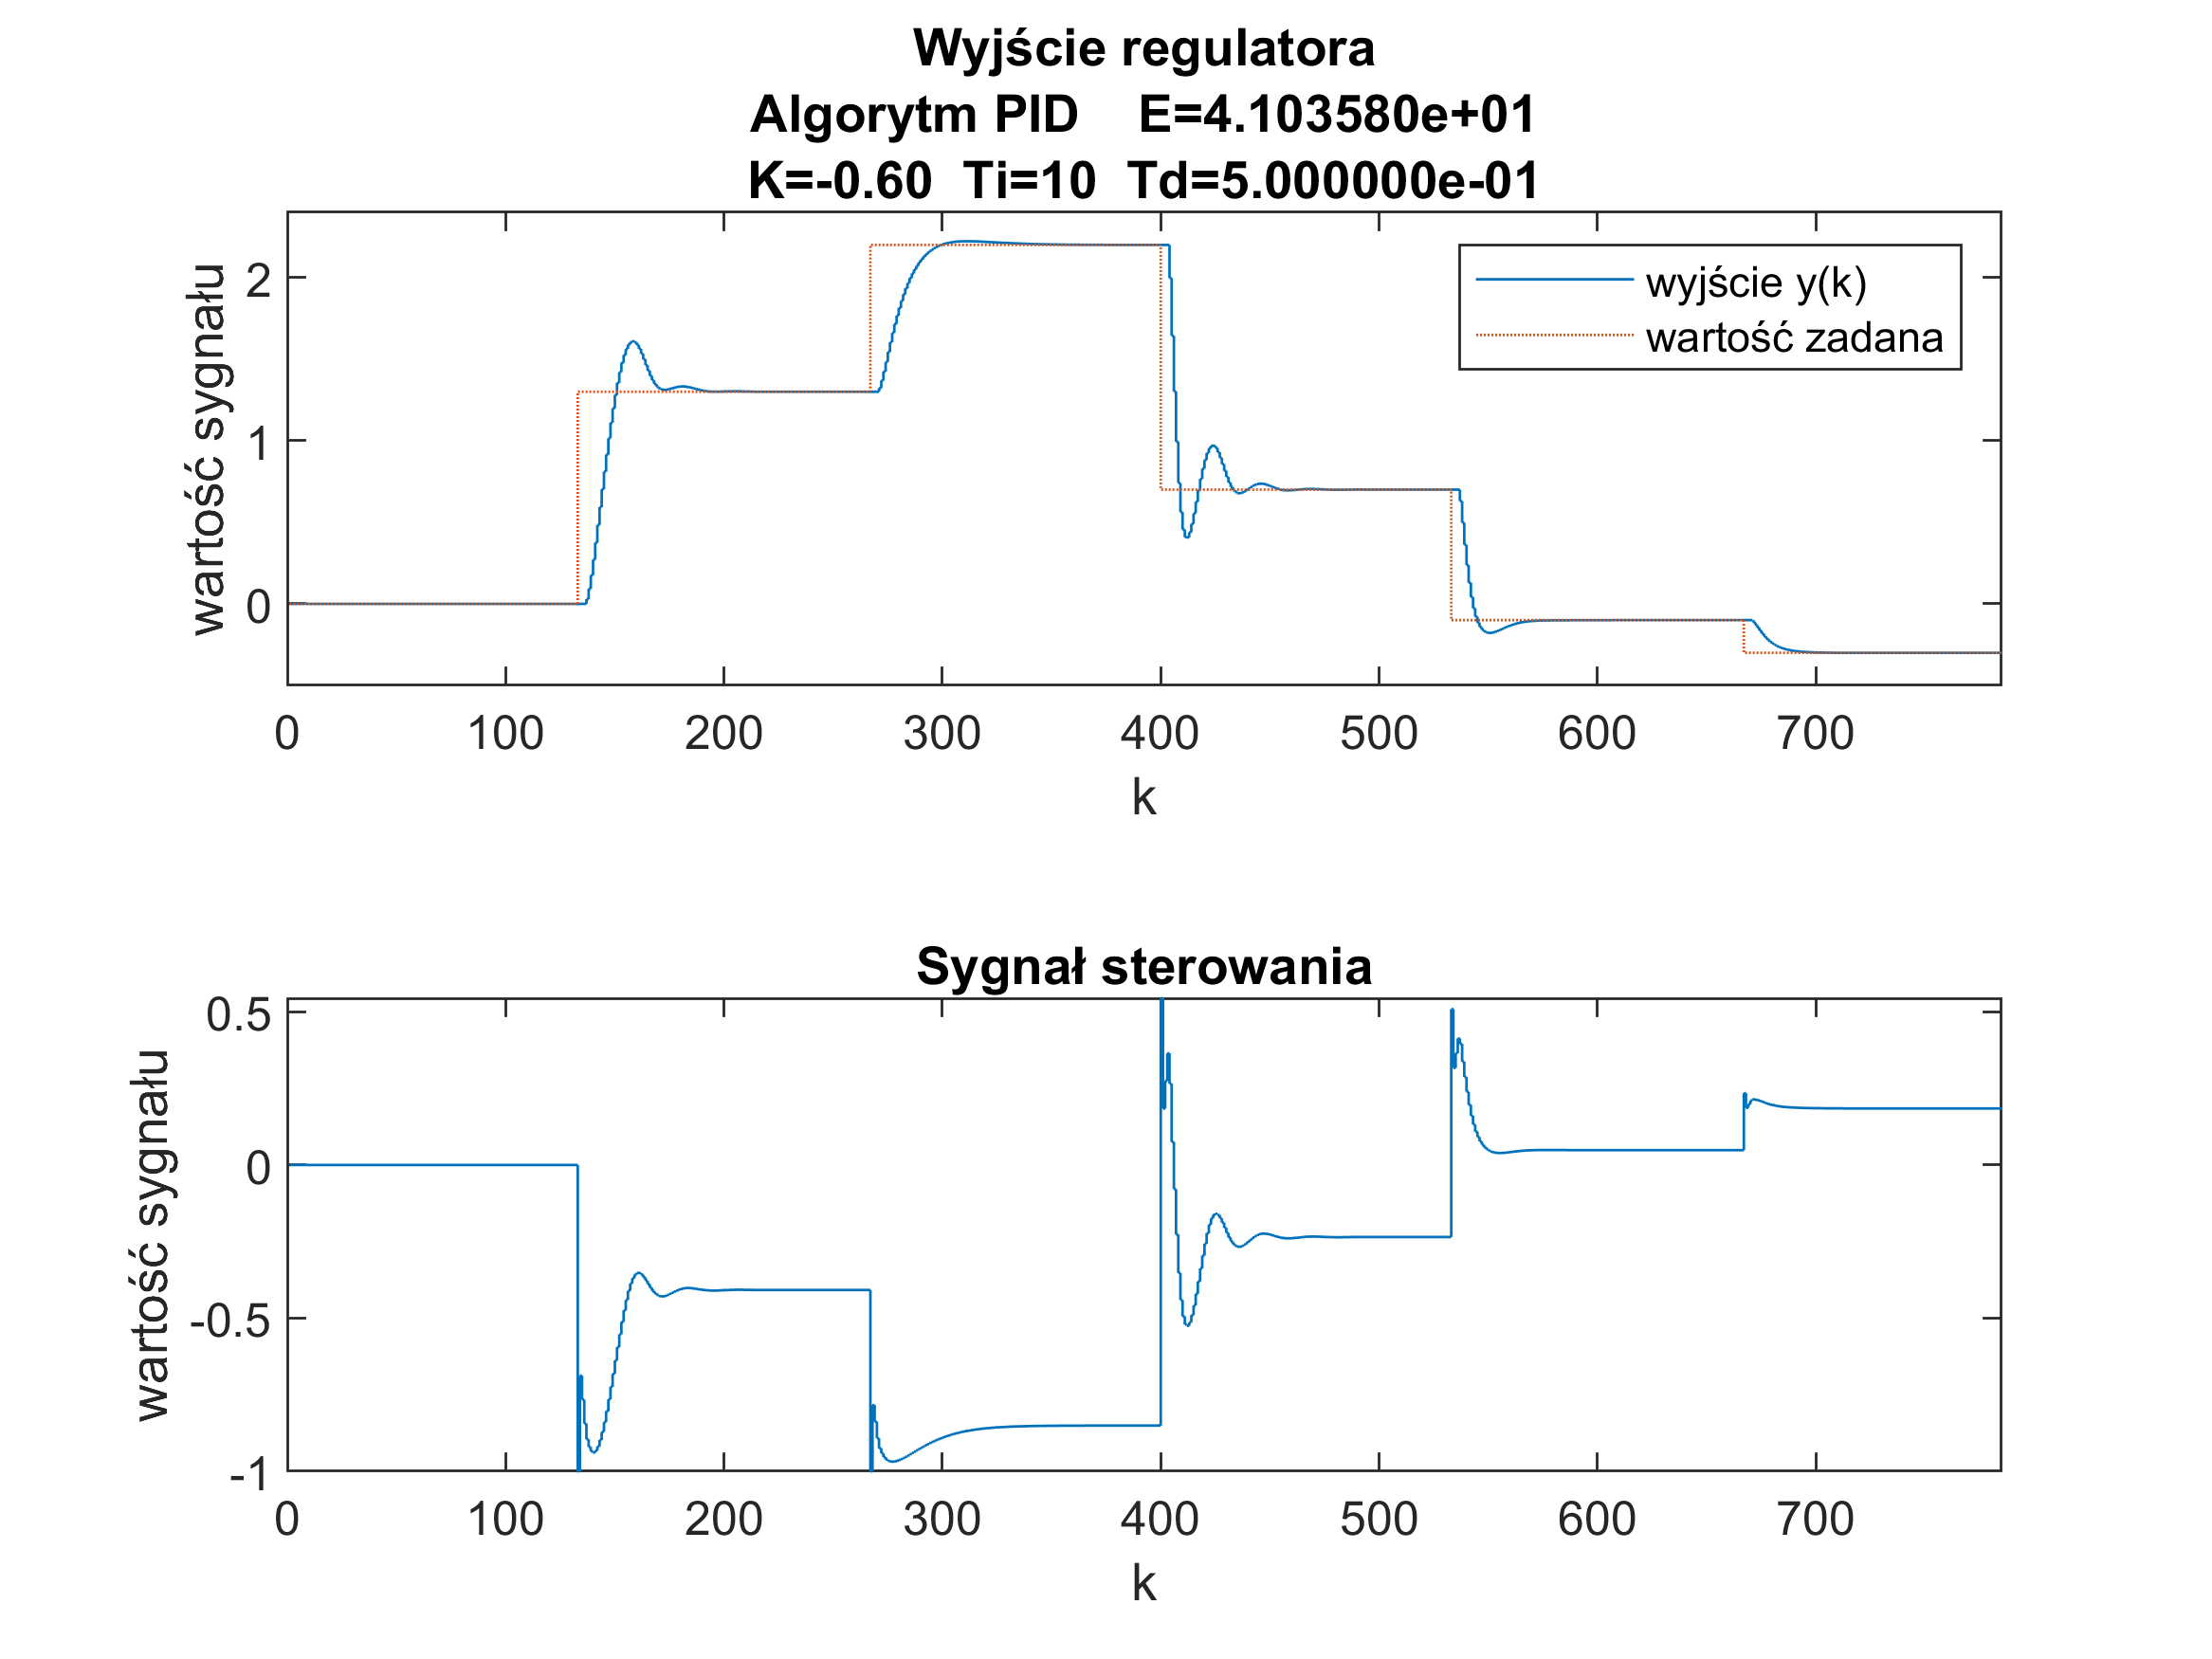 Wyjście regulatora
Algorytm PID E=4.103580e+01
K=-0.60 Ti=10 Td=5.000000e-01
wartość sygnału
2
1
0
wyjście y(k)
wartość zadana
0 100 200 300 400 500 600 700
k
Sygnał sterowania
wartość sygnału
0.5
0
-0.5
-1
0 100 200 300 400 500 600 700
k